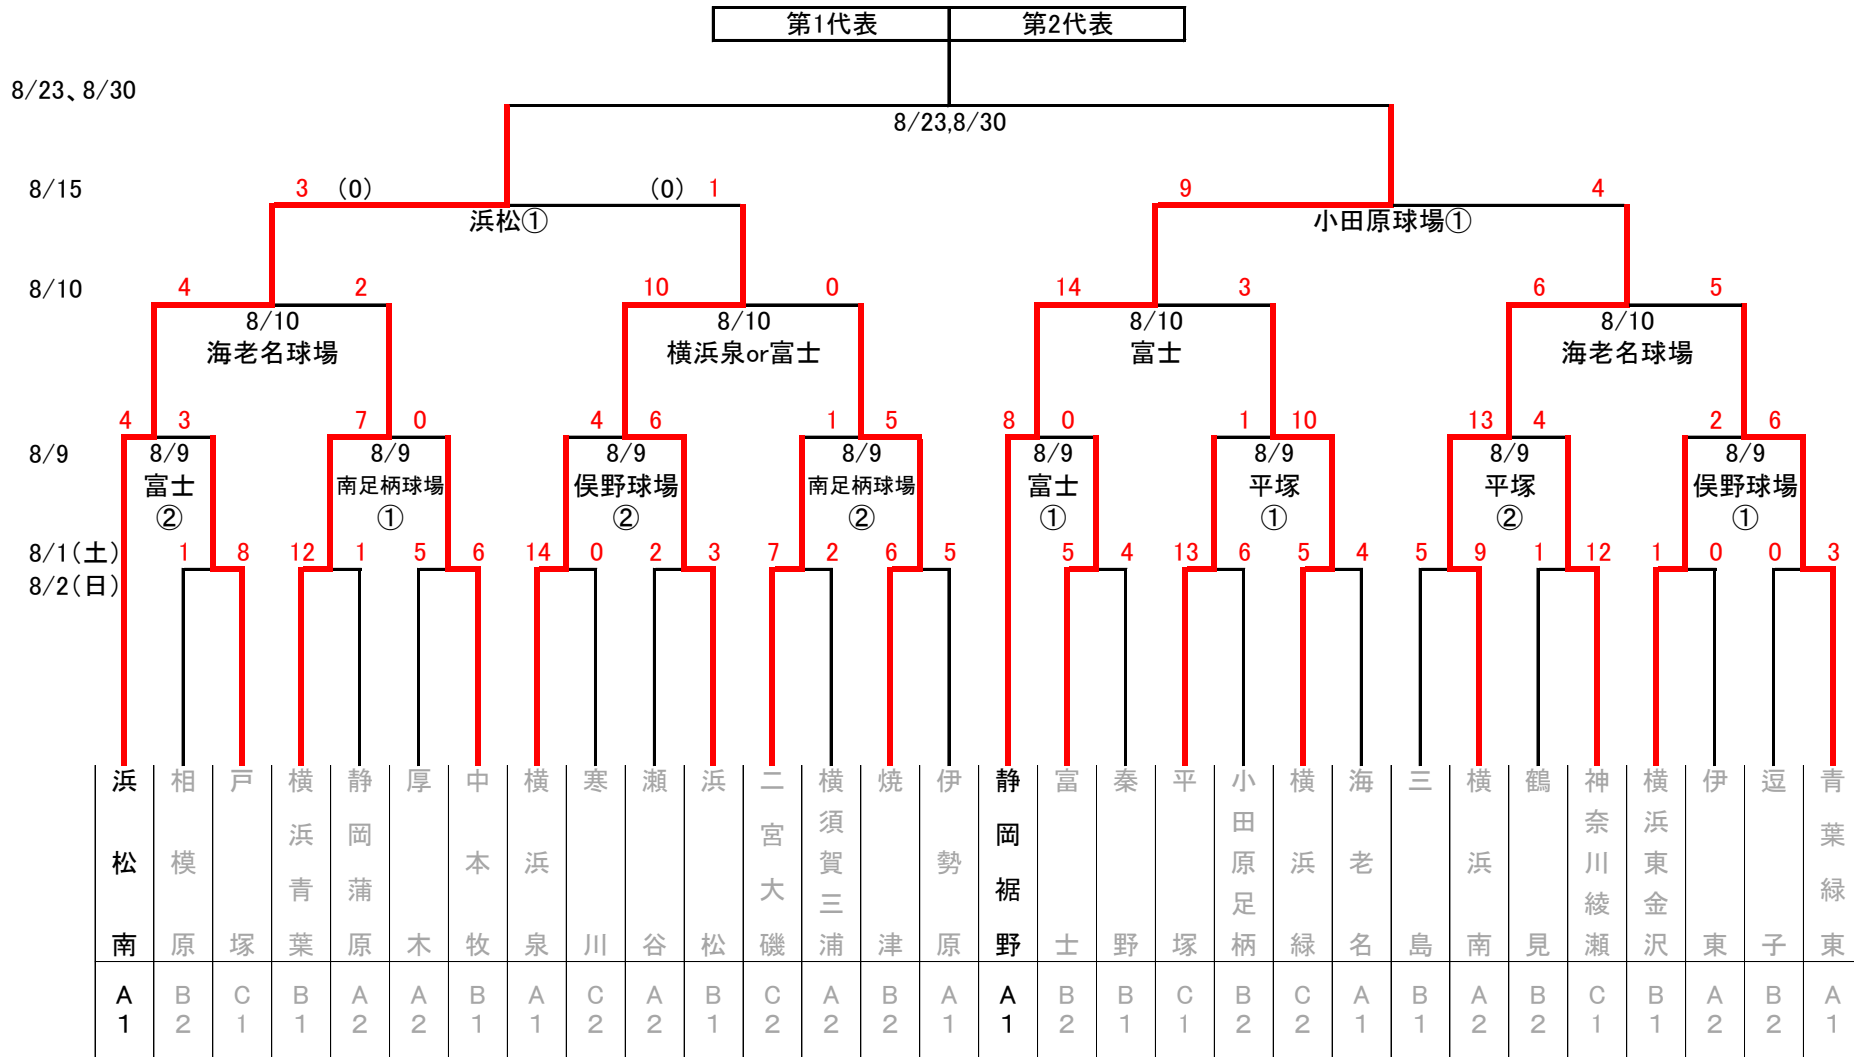 第1代表 第2代表
8/23、8/30
8/23,8/30
8/15 3 (0) (0) 1 9 4
浜松① 小田原球場①
8/10 4 2 10 0 14 3 6 5
8/10 8/10 8/10 8/10
海老名球場 横浜泉or富士 富士 海老名球場
4 3 7 0 4 6 1 5 8 0 1 10 13 4 2 6
8/9 8/9 8/9 8/9 8/9 8/9 8/9 8/9 8/9
富士 南足柄球場 俣野球場 南足柄球場 富士 平塚 平塚 俣野球場
② ① ② ② ① ① ② ①
8/1(土) 1 8 12 1 5 6 14 0 2 3 7 2 6 5 5 4 13 6 5 4 5 9 1 12 1 0 0 3
8/2(日)
浜松南 相模原 戸塚 横浜青葉 静岡蒲原 厚木 中本牧 横浜泉 寒川 瀬谷 浜松 二宮大磯 横須賀三浦 焼津 伊勢原 静岡裾野 富士 秦野 平塚 小田原足柄 横浜緑 海老名 三島 横浜南 鶴見 神奈川綾瀬 横浜東金沢 伊東 逗子 青葉緑東
A1 B2 C1 B1 A2 A2 B1 A1 C2 A2 B1 C2 A2 B2 A1 A1 B2 B1 C1 B2 C2 A1 B1 A2 B2 C1 B1 A2 B2 A1